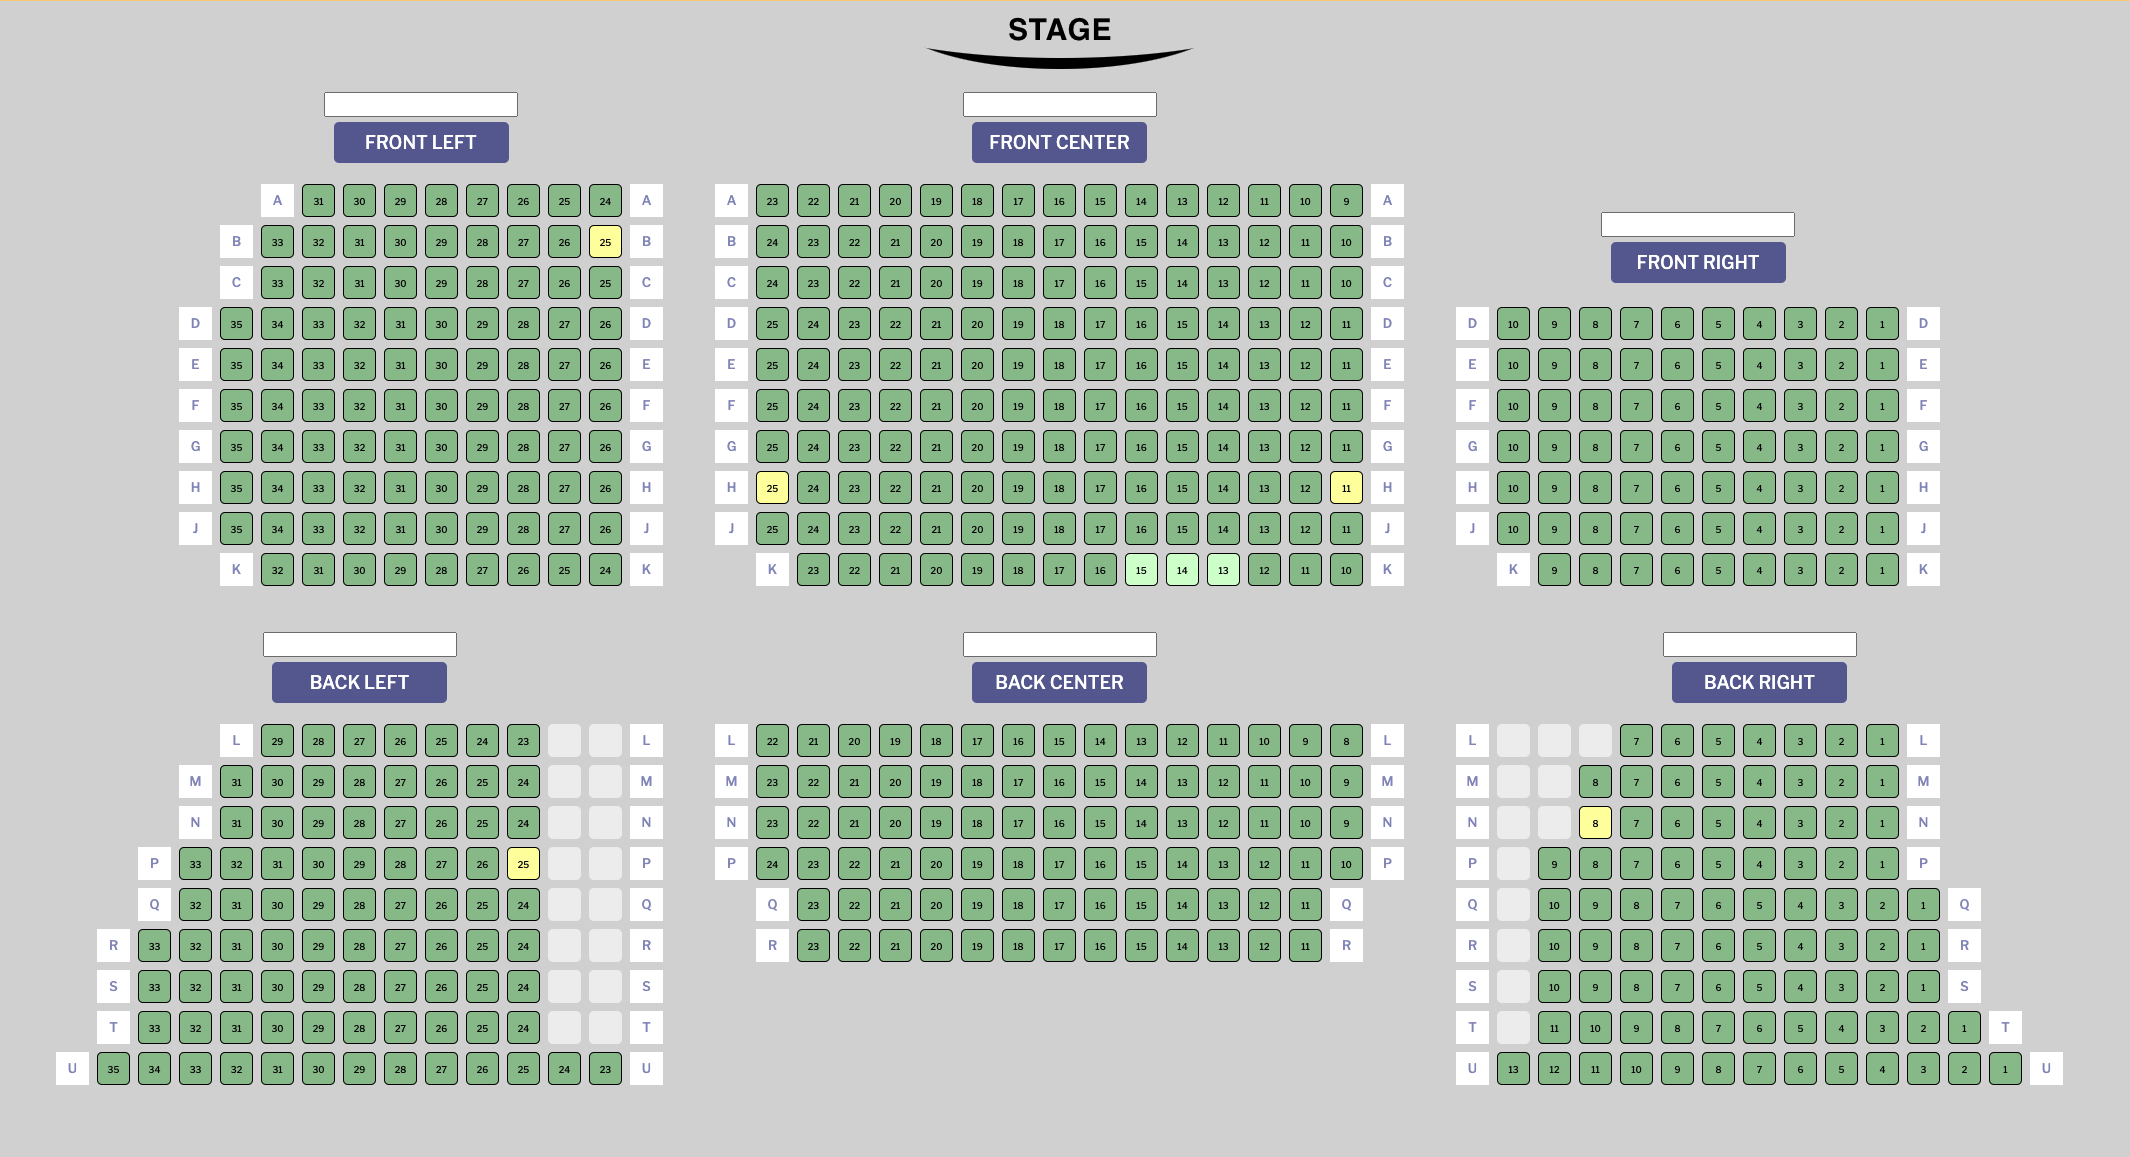 STAGE
FRONT LEFT
FRONT CENTER
FRONT RIGHT
A 31 30 29 28 27 26 25 24 A
B 33 32 31 30 29 28 27 26 25 B
C 33 32 31 30 29 28 27 26 25 C
D 35 34 33 32 31 30 29 28 27 26 D
E 35 34 33 32 31 30 29 28 27 26 E
F 35 34 33 32 31 30 29 28 27 26 F
G 35 34 33 32 31 30 29 28 27 26 G
H 35 34 33 32 31 30 29 28 27 26 H
J 35 34 33 32 31 30 29 28 27 26 J
K 32 31 30 29 28 27 26 25 24 K
A 23 22 21 20 19 18 17 16 15 14 13 12 11 10 9 A
B 24 23 22 21 20 19 18 17 16 15 14 13 12 11 10 B
C 24 23 22 21 20 19 18 17 16 15 14 13 12 11 10 C
D 25 24 23 22 21 20 19 18 17 16 15 14 13 12 11 D
E 25 24 23 22 21 20 19 18 17 16 15 14 13 12 11 E
F 25 24 23 22 21 20 19 18 17 16 15 14 13 12 11 F
G 25 24 23 22 21 20 19 18 17 16 15 14 13 12 11 G
H 25 24 23 22 21 20 19 18 17 16 15 14 13 12 11 H
J 25 24 23 22 21 20 19 18 17 16 15 14 13 12 11 J
K 23 22 21 20 19 18 17 16 15 14 13 12 11 10 K
D 10 9 8 7 6 5 4 3 2 1 D
E 10 9 8 7 6 5 4 3 2 1 E
F 10 9 8 7 6 5 4 3 2 1 F
G 10 9 8 7 6 5 4 3 2 1 G
H 10 9 8 7 6 5 4 3 2 1 H
J 10 9 8 7 6 5 4 3 2 1 J
K 9 8 7 6 5 4 3 2 1 K
BACK LEFT
BACK CENTER
BACK RIGHT
L 29 28 27 26 25 24 23 L
M 31 30 29 28 27 26 25 24 M
N 31 30 29 28 27 26 25 24 N
P 33 32 31 30 29 28 27 26 25 P
Q 32 31 30 29 28 27 26 25 24 Q
R 33 32 31 30 29 28 27 26 25 24 R
S 33 32 31 30 29 28 27 26 25 24 S
T 33 32 31 30 29 28 27 26 25 24 T
U 35 34 33 32 31 30 29 28 27 26 25 24 23 U
L 22 21 20 19 18 17 16 15 14 13 12 11 10 9 8 L
M 23 22 21 20 19 18 17 16 15 14 13 12 11 10 9 M
N 23 22 21 20 19 18 17 16 15 14 13 12 11 10 9 N
P 24 23 22 21 20 19 18 17 16 15 14 13 12 11 10 P
Q 23 22 21 20 19 18 17 16 15 14 13 12 11 Q
R 23 22 21 20 19 18 17 16 15 14 13 12 11 R
L 7 6 5 4 3 2 1 L
M 8 7 6 5 4 3 2 1 M
N 8 7 6 5 4 3 2 1 N
P 9 8 7 6 5 4 3 2 1 P
Q 10 9 8 7 6 5 4 3 2 1 Q
R 10 9 8 7 6 5 4 3 2 1 R
S 10 9 8 7 6 5 4 3 2 1 S
T 11 10 9 8 7 6 5 4 3 2 1 T
U 13 12 11 10 9 8 7 6 5 4 3 2 1 U